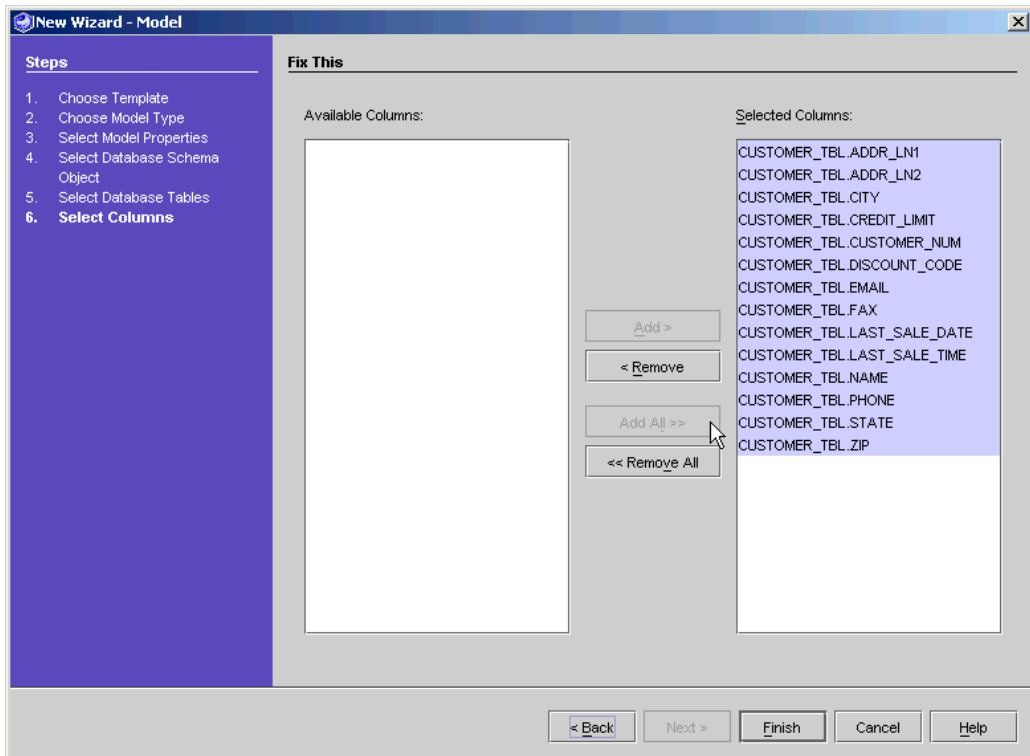 New Wizard - Model
Steps
1. Choose Template
2. Choose Model Type
3. Select Model Properties
4. Select Database Schema
Object
5. Select Database Tables
6. Select Columns
Fix This
Available Columns:
Add >
< Remove
Add All >>
<< Remove All
Selected Columns:
CUSTOMER_TBL.ADDR_LN1
CUSTOMER_TBL.ADDR_LN2
CUSTOMER_TBL.CITY
CUSTOMER_TBL.CREDIT_LIMIT
CUSTOMER_TBL.CUSTOMER_NUM
CUSTOMER_TBL.DISCOUNT_CODE
CUSTOMER_TBL.EMAIL
CUSTOMER_TBL.FAX
CUSTOMER_TBL.LAST_SALE_DATE
CUSTOMER_TBL.LAST_SALE_TIME
CUSTOMER_TBL.NAME
CUSTOMER_TBL.PHONE
CUSTOMER_TBL.STATE
CUSTOMER_TBL.ZIP
< Back Next > Finish Cancel Help